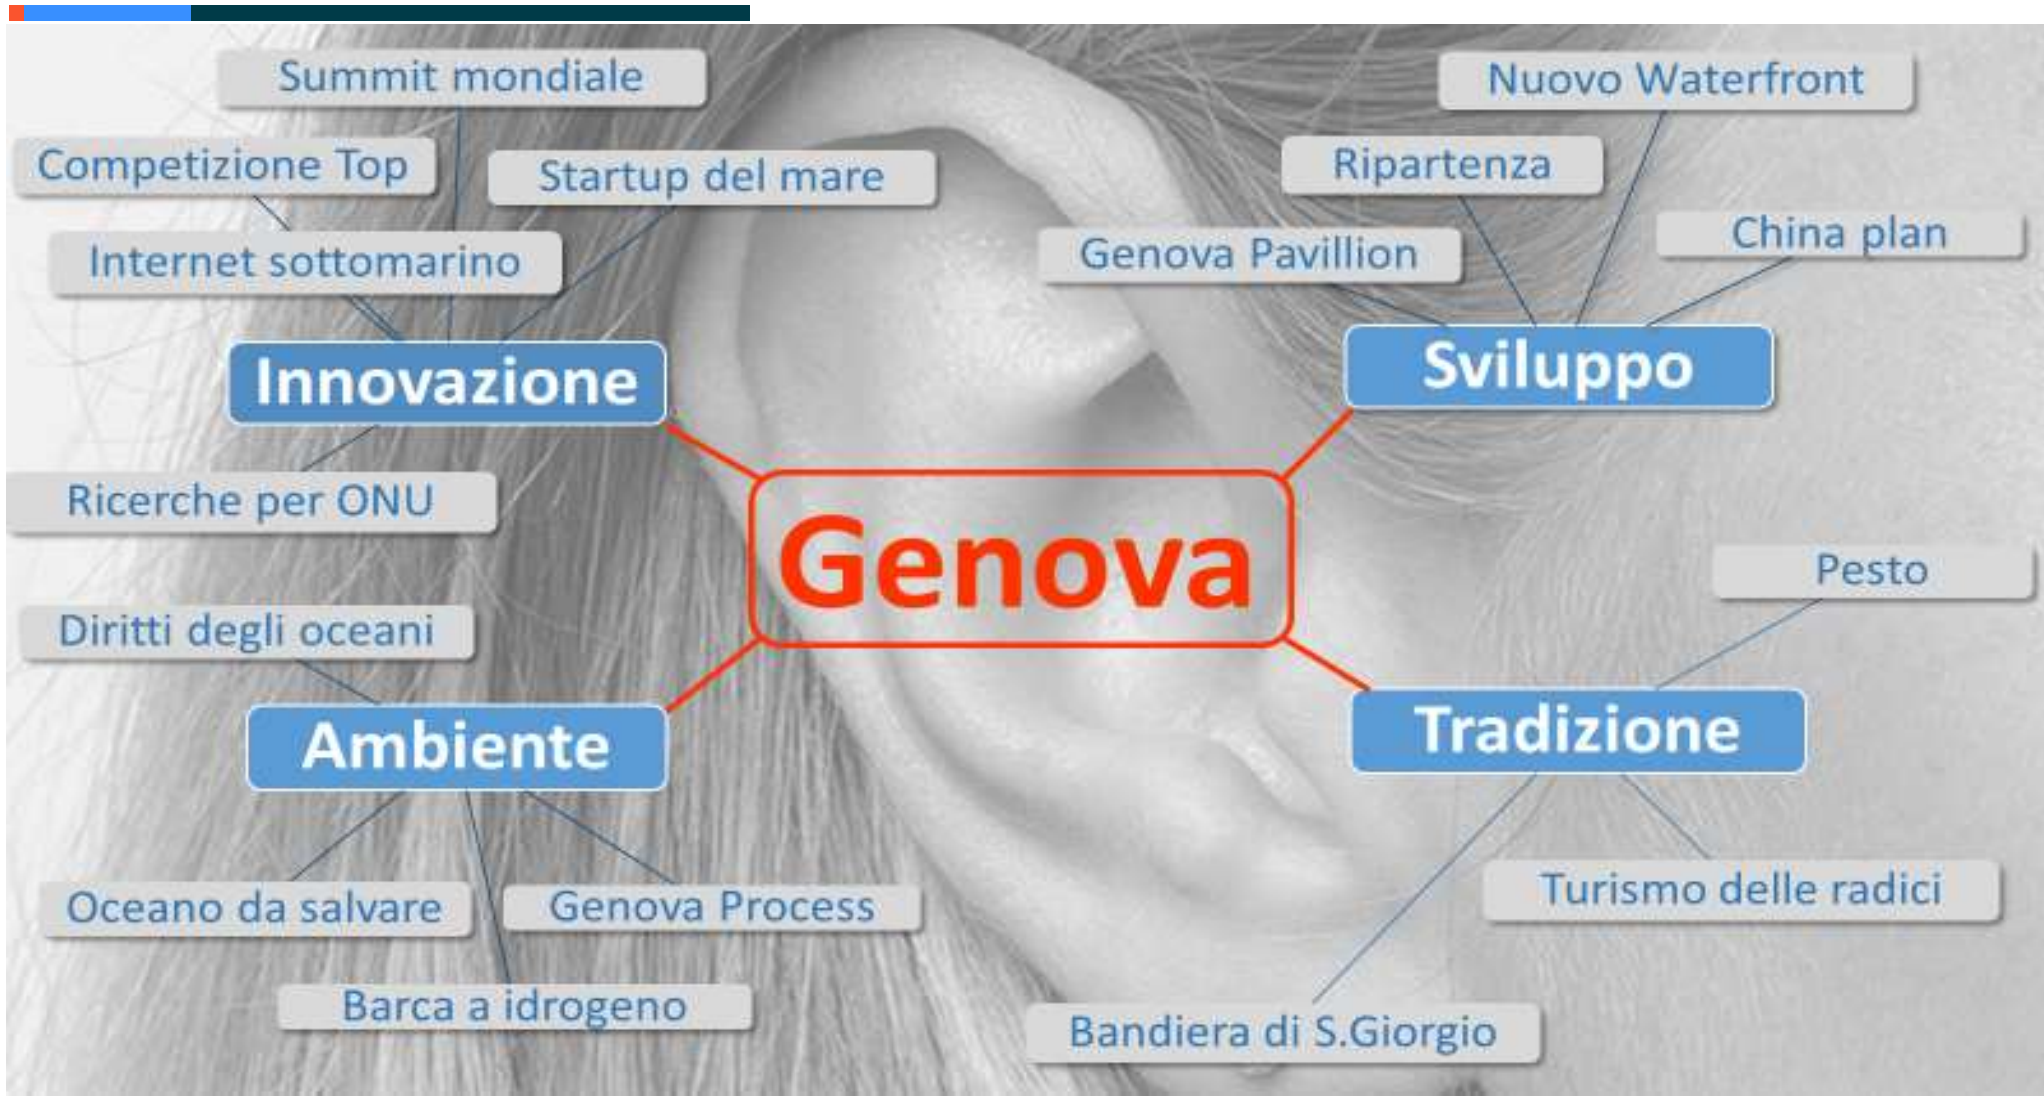 Summit mondiale
Nuovo Waterfront
Competizione Top
Startup del mare
Ripartenza
Internet sottomarino
Genova Pavillion
China plan
Innovazione
Sviluppo
Ricerche per ONU
Genova
Pesto
Diritti degli oceani
Ambiente
Tradizione
Oceano da salvare
Genova Process
Turismo delle radici
Barca a idrogeno
Bandiera di S.Giorgio